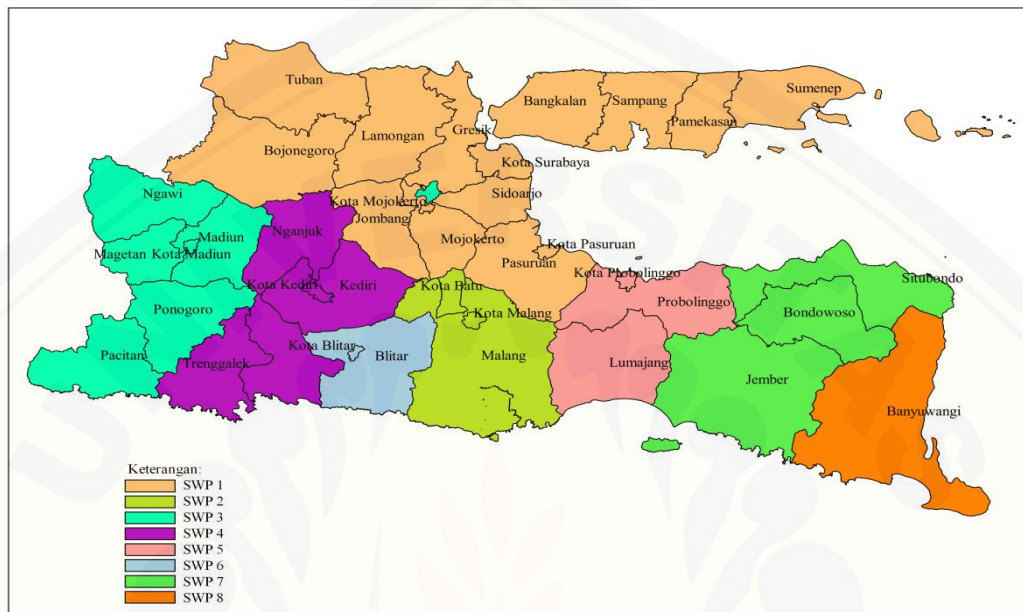 Tuban
Sumenep
Bangkalan
Sampang
Pamekasan
Lamongan
Gresik
Bojonegoro
Kota Surabaya
Ngawi
Sidoarjo
Kota Mojokerto
Jombang
Madiun
Nganjuk
Mojokerto
Kota Pasuruan
Magetan
Kota Madiun
Pasuruan
Kota Probolinggo
Situbondo
Kota Kediri
Kediri
Kota Batu
Probolinggo
Ponogoro
Kota Malang
Bondowoso
Pacitan
Trenggalek
Kota Blitar
Blitar
Malang
Lumajang
Jember
Banyuwangi
Keterangan:
SWP 1
SWP 2
SWP 3
SWP 4
SWP 5
SWP 6
SWP 7
SWP 8